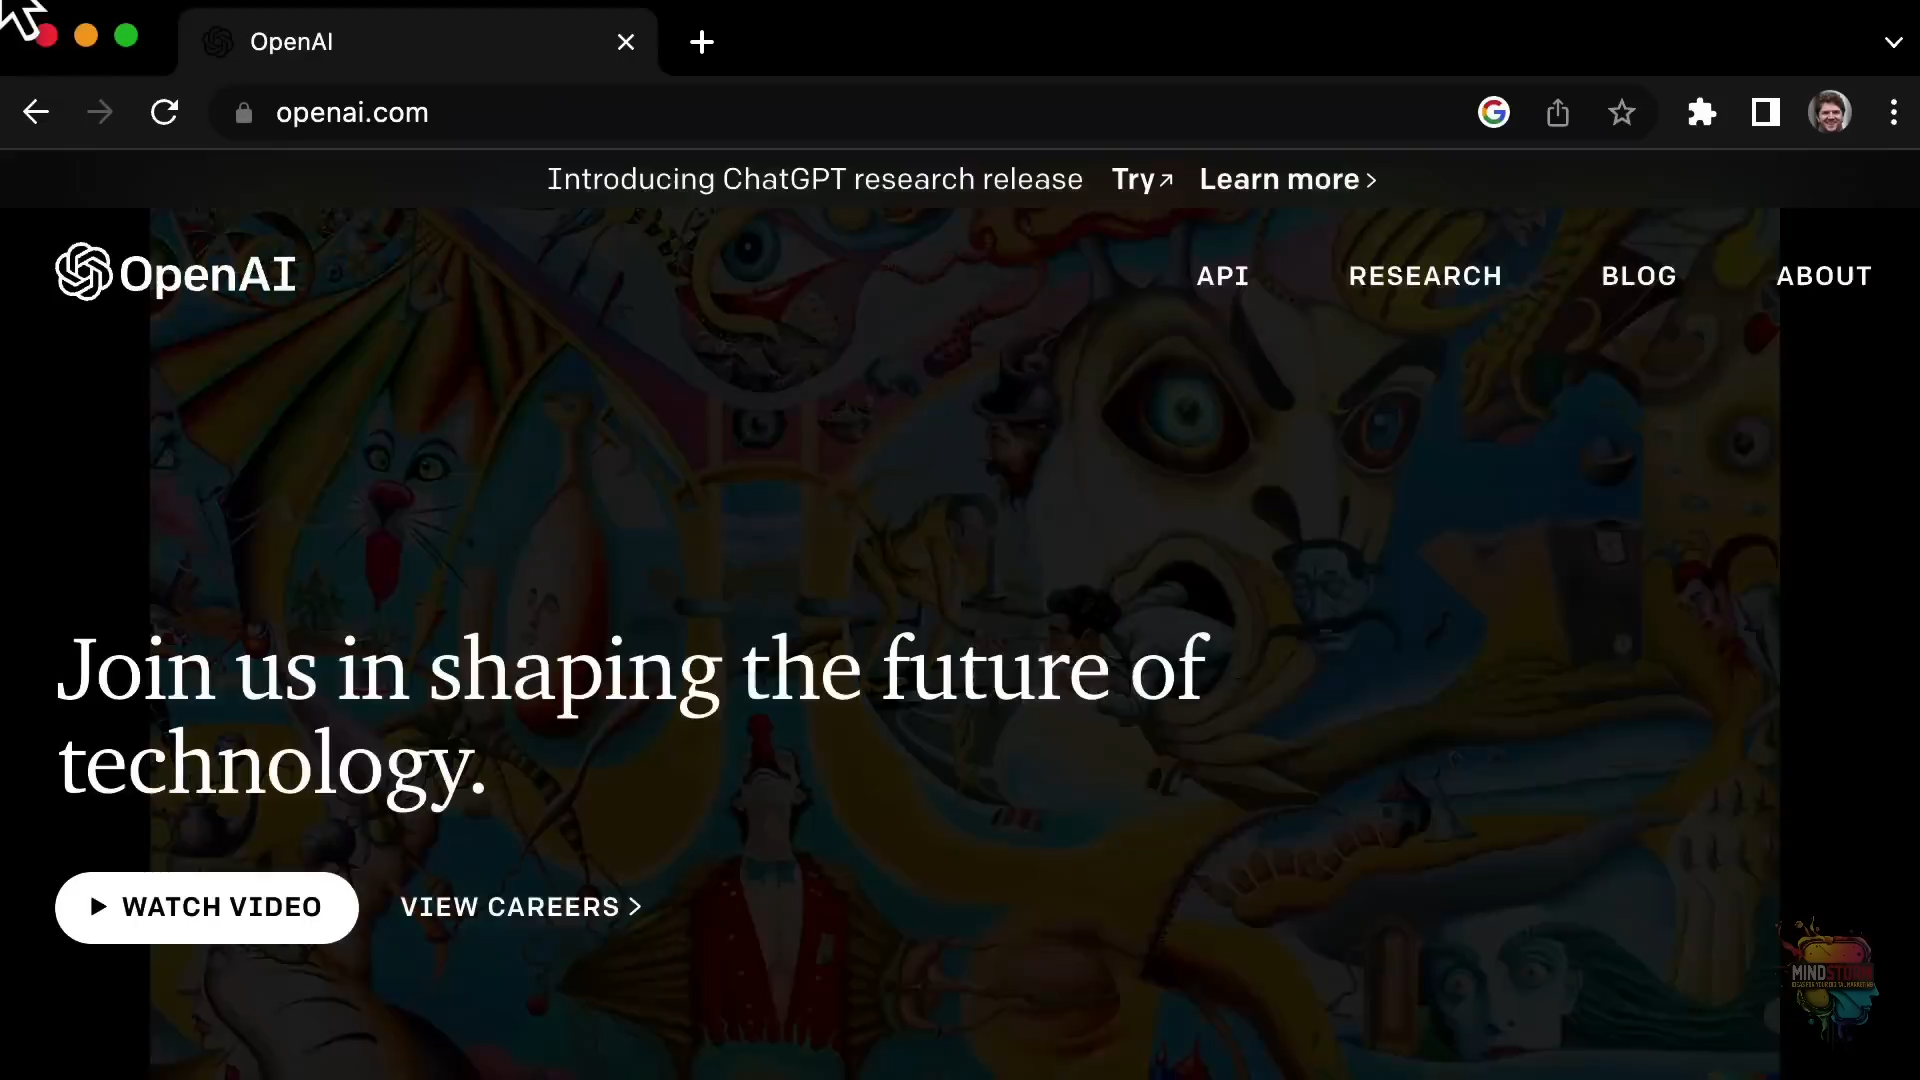 OpenAI
openai.com
Introducing ChatGPT research release Try↗ Learn more >
OpenAI
API RESEARCH BLOG ABOUT
Join us in shaping the future of
technology.
WATCH VIDEO VIEW CAREERS >
MINDSTORM